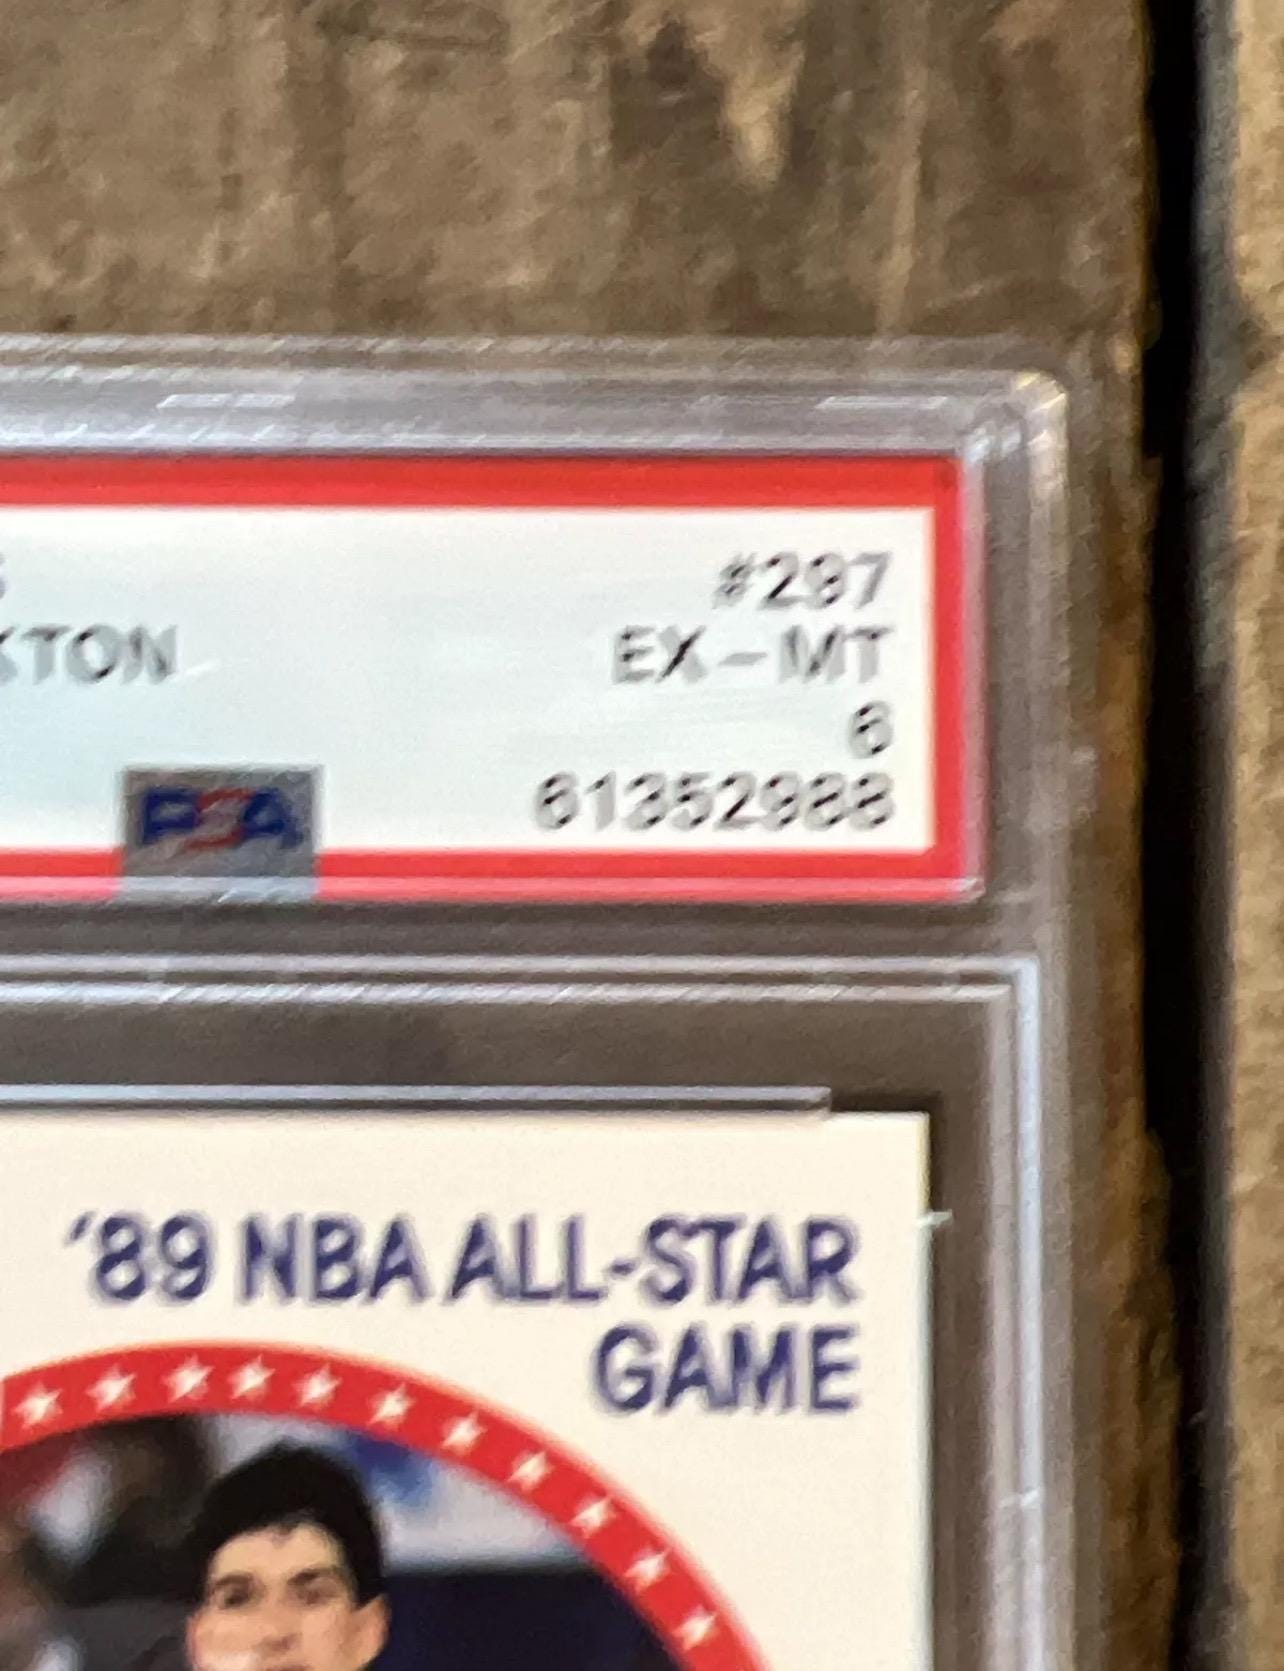 #297
KTON EX-MT
6
PSA 61352988
'89 NBA ALL-STAR
GAME